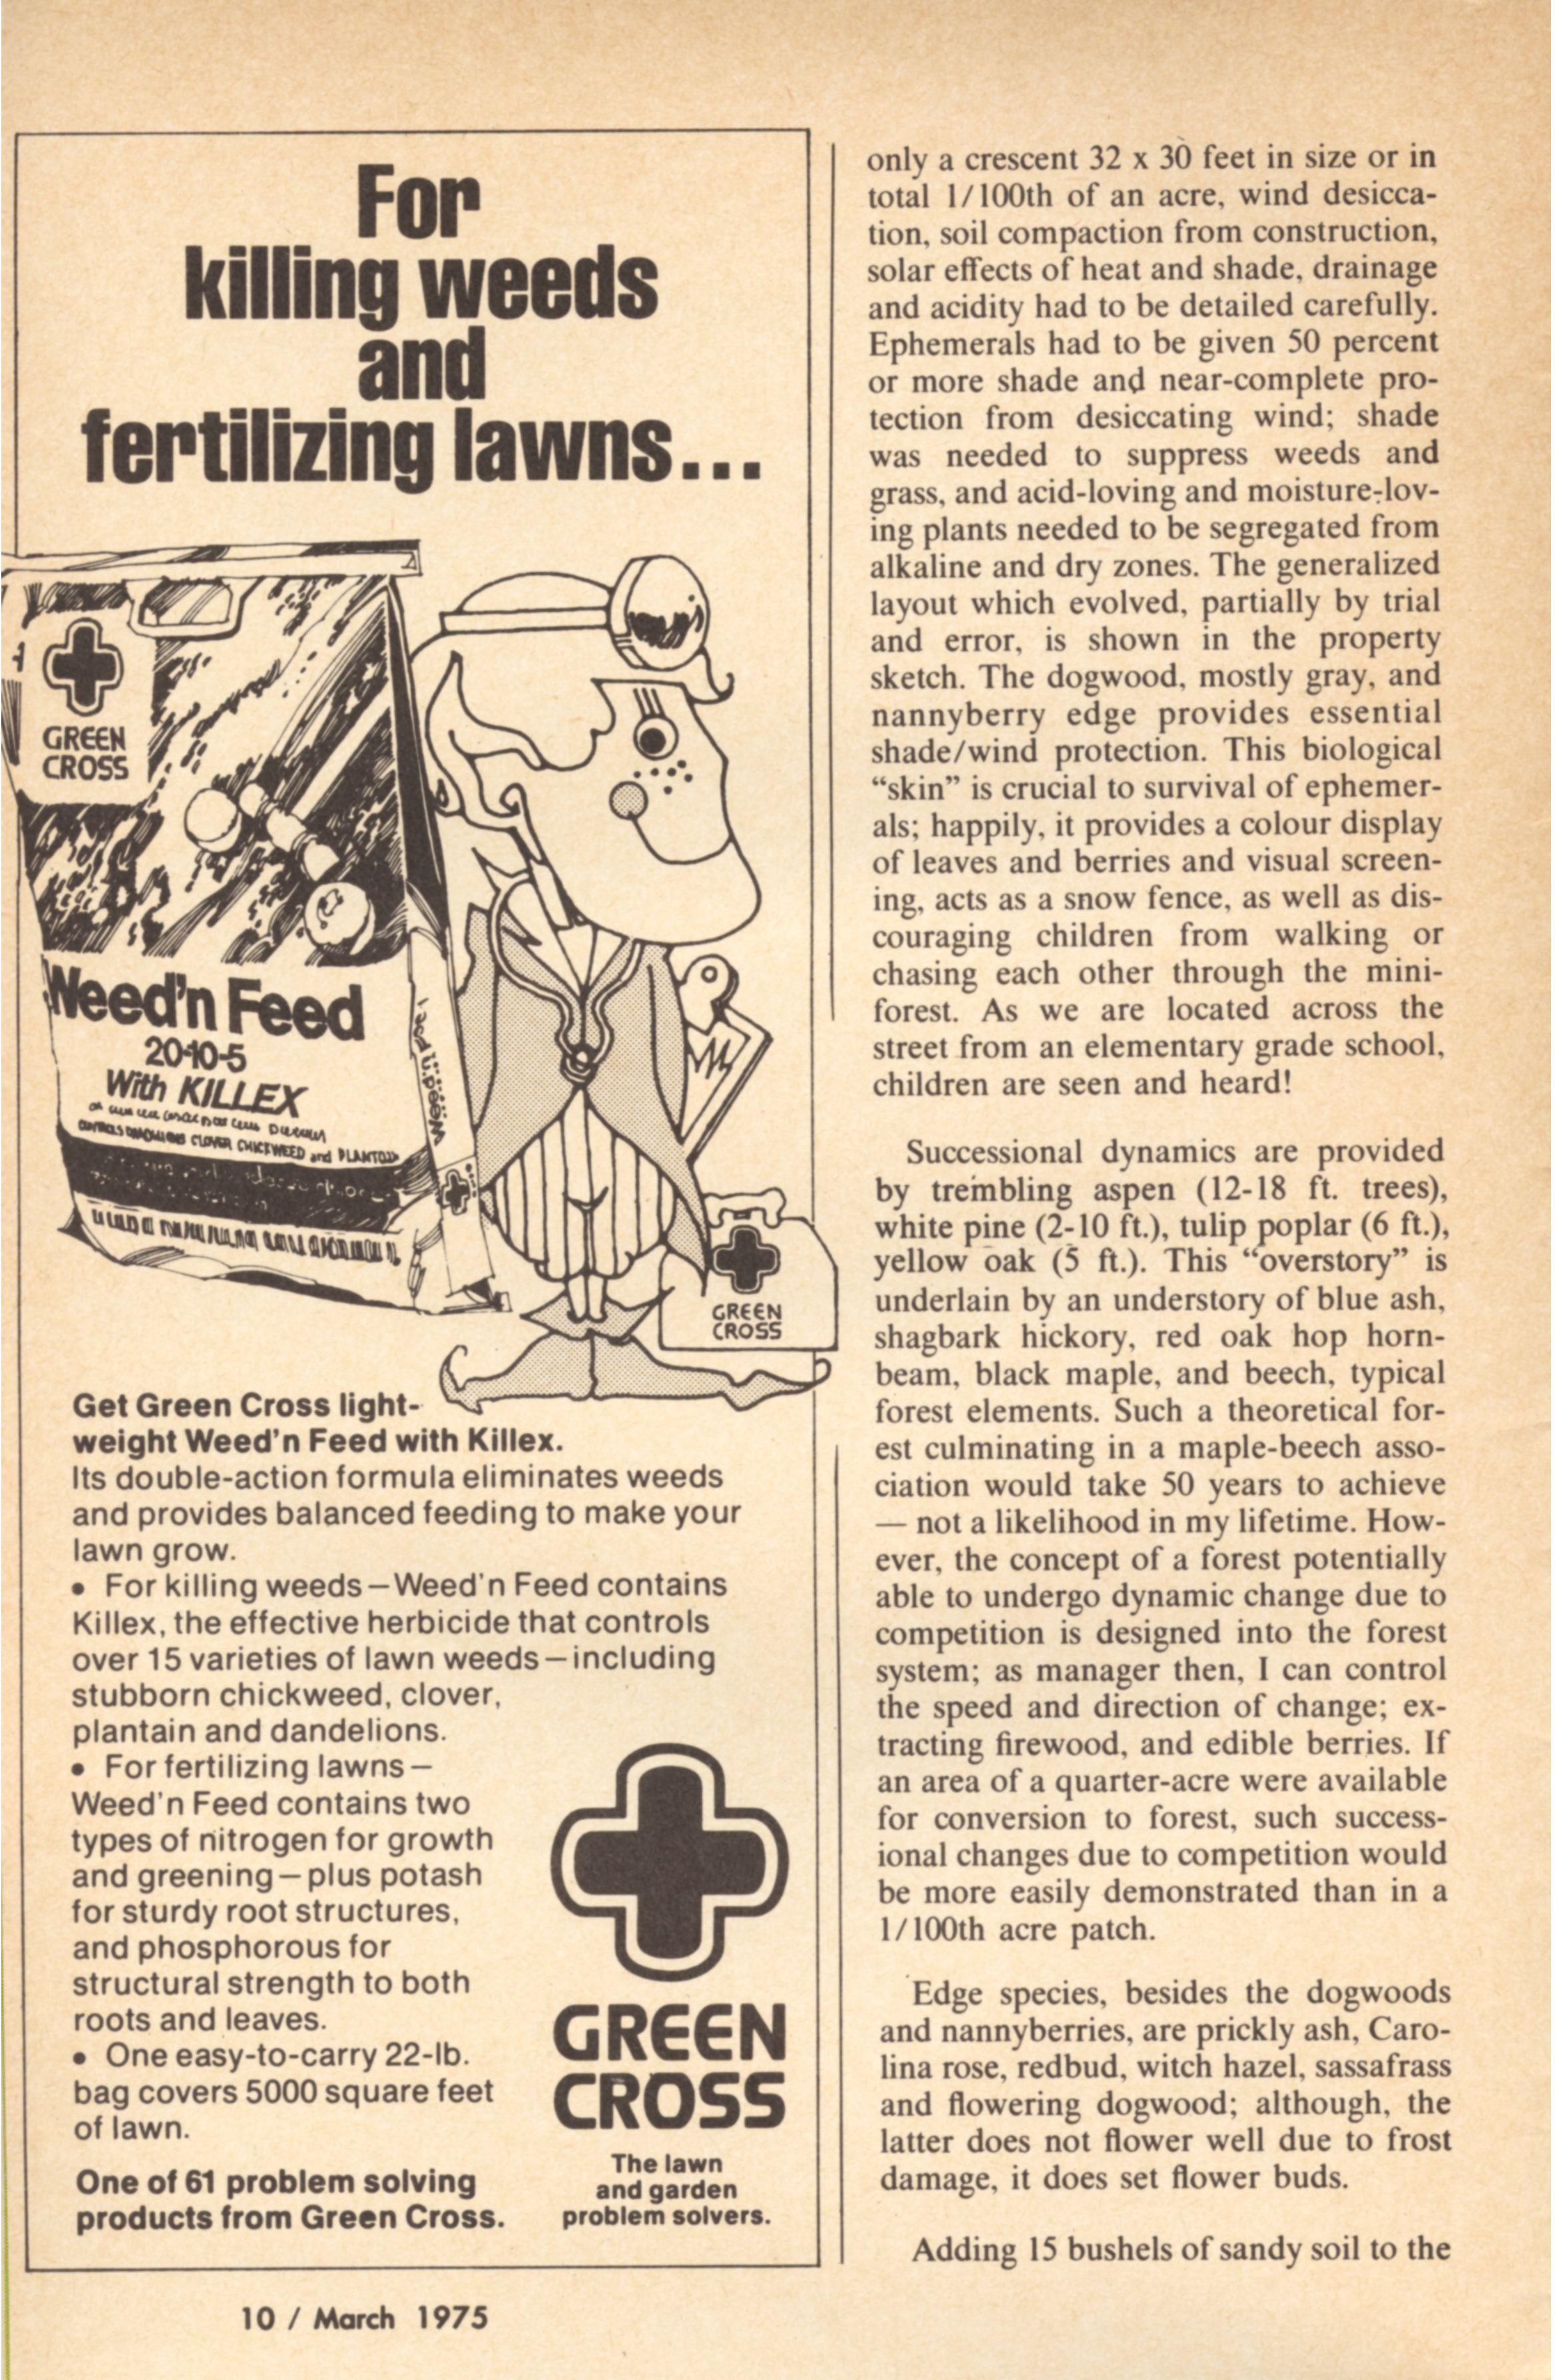 For
killing weeds
and
fertilizing lawns...
GREEN
CROSS
Weed'n Feed
20-10-5
With KILLEX
CLOVER CHICKWEED and
Weed'n Feed
GREEN
CROSS
Get Green Cross light-
weight Weed'n Feed with Killex.
Its double-action formula eliminates weeds
and provides balanced feeding to make your
lawn grow.
• For killing weeds — Weed'n Feed contains
Killex, the effective herbicide that controls
over 15 varieties of lawn weeds — including
stubborn chickweed, clover,
plantain and dandelions.
• For fertilizing lawns —
Weed'n Feed contains two
types of nitrogen for growth
and greening — plus potash
for sturdy root structures,
and phosphorous for
structural strength to both
roots and leaves.
• One easy-to-carry 22-lb.
bag covers 5000 square feet
of lawn.
One of 61 problem solving
products from Green Cross.
GREEN
CROSS
The lawn
and garden
problem solvers.
only a crescent 32 x 30 feet in size or in
total 1/100th of an acre, wind desicca-
tion, soil compaction from construction,
solar effects of heat and shade, drainage
and acidity had to be detailed carefully.
Ephemerals had to be given 50 percent
or more shade and near-complete pro-
tection from desiccating wind; shade
was needed to suppress weeds and
grass, and acid-loving and moisture-lov-
ing plants needed to be segregated from
alkaline and dry zones. The generalized
layout which evolved, partially by trial
and error, is shown in the property
sketch. The dogwood, mostly gray, and
nannyberry edge provides essential
shade/wind protection. This biological
“skin” is crucial to survival of ephemer-
als; happily, it provides a colour display
of leaves and berries and visual screen-
ing, acts as a snow fence, as well as dis-
couraging children from walking or
chasing each other through the mini-
forest. As we are located across the
street from an elementary grade school,
children are seen and heard!
Successional dynamics are provided
by trembling aspen (12-18 ft. trees),
white pine (2-10 ft.), tulip poplar (6 ft.),
yellow oak (5 ft.). This “overstory” is
underlain by an understory of blue ash,
shagbark hickory, red oak hop horn-
beam, black maple, and beech, typical
forest elements. Such a theoretical for-
est culminating in a maple-beech asso-
ciation would take 50 years to achieve
— not a likelihood in my lifetime. How-
ever, the concept of a forest potentially
able to undergo dynamic change due to
competition is designed into the forest
system; as manager then, I can control
the speed and direction of change; ex-
tracting firewood, and edible berries. If
an area of a quarter-acre were available
for conversion to forest, such success-
ional changes due to competition would
be more easily demonstrated than in a
1/100th acre patch.
Edge species, besides the dogwoods
and nannyberries, are prickly ash, Caro-
lina rose, redbud, witch hazel, sassafrass
and flowering dogwood; although, the
latter does not flower well due to frost
damage, it does set flower buds.
Adding 15 bushels of sandy soil to the
10 / March 1975